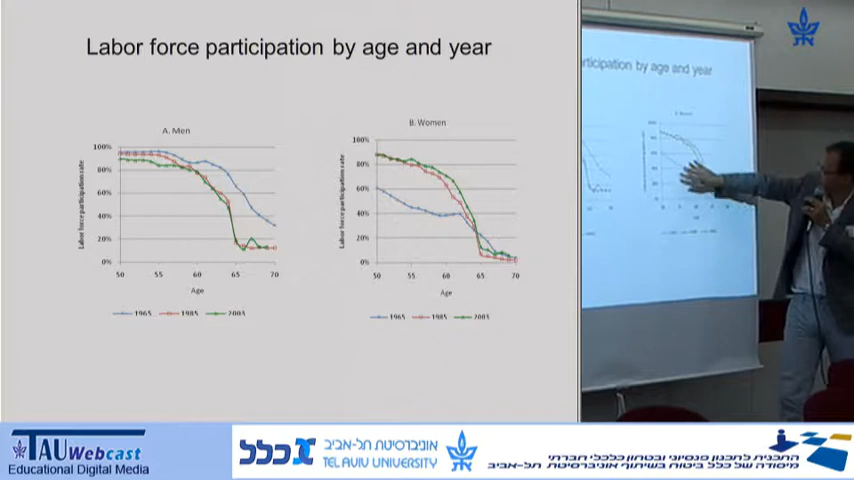 Labor force participation by age and year
A. Men
Labor force participation rate
100%
80%
60%
40%
20%
0%
50
55
60
65
70
Age
1965
1985
2003
B. Women
Labor force participation rate
100%
80%
60%
40%
20%
0%
50
55
60
65
70
Age
1965
1985
2003
rticipation by age and year
TAU Webcast
Educational Digital Media
כלל
אוניברסיטת תל-אביב
TEL AVIV UNIVERSITY
התכנית לתכנון פנסיוני ובטחון כלכלי חברתי
מיסודה של כלל ביטוח בשיתוף אוניברסיטת תל-אביב